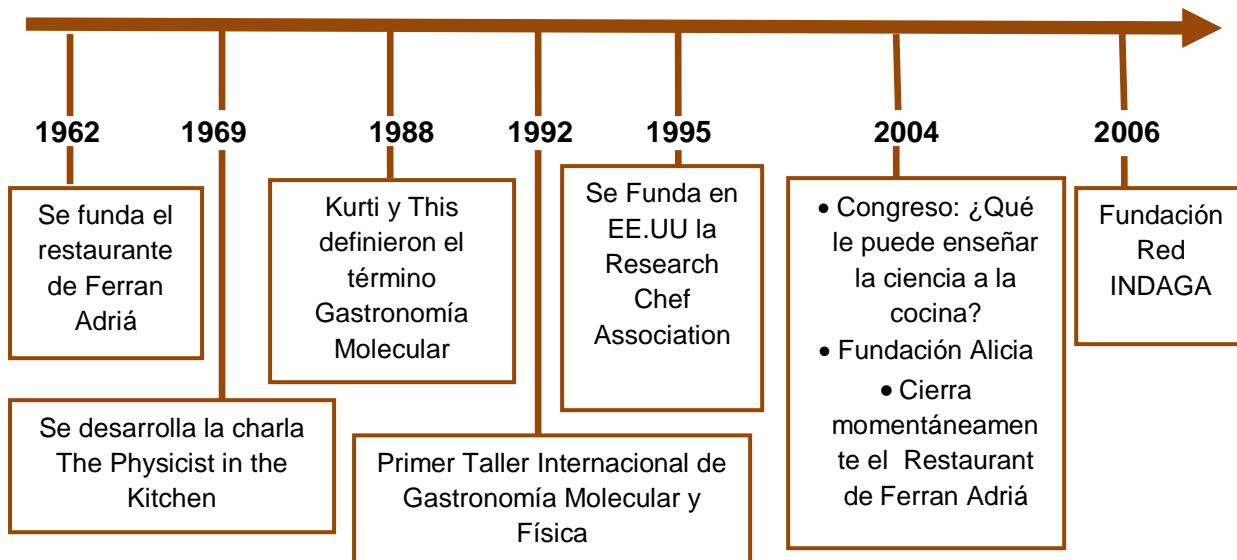 1962
1969
1988
1992
1995
2004
2006
Se funda el
restaurante
de Ferran
Adriá
Se desarrolla la charla
The Physicist in the
Kitchen
Kurti y This
definieron el
término
Gastronomía
Molecular
Primer Taller Internacional de
Gastronomía Molecular y
Física
Se Funda en
EE.UU la
Research
Chef
Association
• Congreso: ¿Qué
le puede enseñar
la ciencia a la
cocina?
• Fundación Alicia
• Cierra
momentáneamen
te el Restaurant
de Ferran Adriá
Fundación
Red
INDAGA